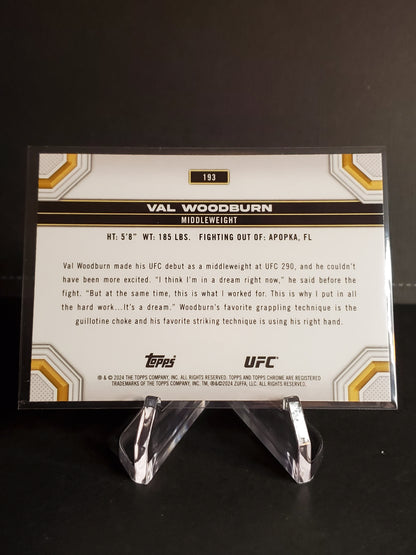 193
VAL WOODBURN
MIDDLEWEIGHT
HT: 5'8" WT: 185 LBS. FIGHTING OUT OF: APOPKA, FL
Val Woodburn made his UFC debut as a middleweight at UFC 290, and he couldn't
have been more excited. "I think I'm in a dream right now," he said before the
fight. "But at the same time, this is what I worked for. This is why I put in all
the hard work...It's a dream." Woodburn's favorite grappling technique is the
guillotine choke and his favorite striking technique is using his right hand.
topps UFC
® & © 2024 THE TOPPS COMPANY, INC. ALL RIGHTS RESERVED. TOPPS AND TOPPS CHROME ARE REGISTERED
TRADEMARKS OF THE TOPPS COMPANY, INC. TM, ®&©2024 ZUFFA, LLC. ALL RIGHTS RESERVED.